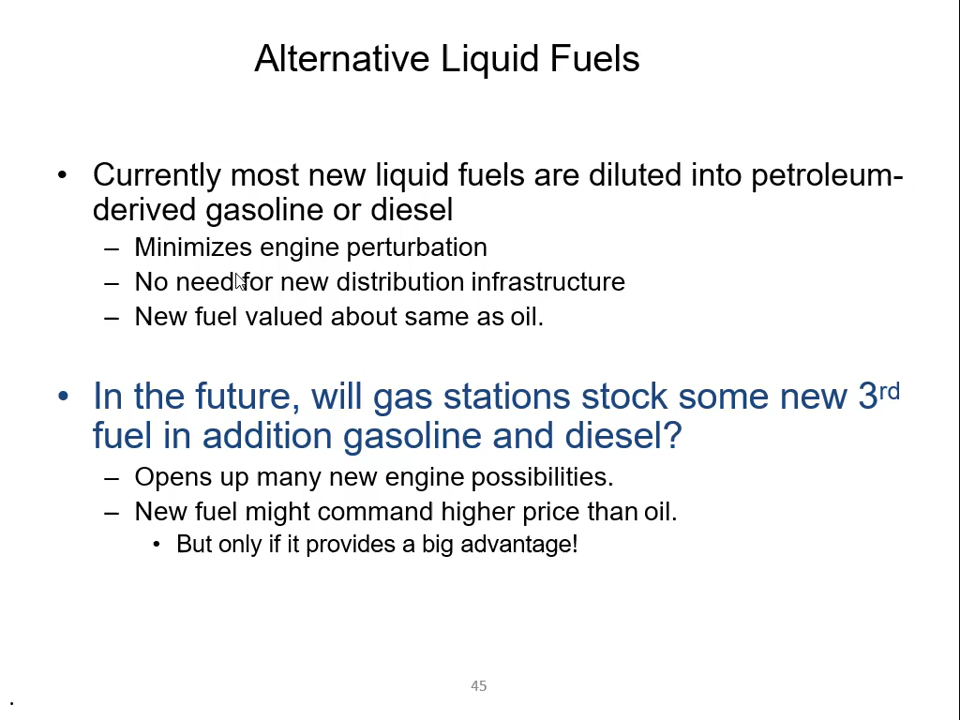 Alternative Liquid Fuels
• Currently most new liquid fuels are diluted into petroleum-
derived gasoline or diesel
– Minimizes engine perturbation
– No need for new distribution infrastructure
– New fuel valued about same as oil.
• In the future, will gas stations stock some new 3rd
fuel in addition gasoline and diesel?
– Opens up many new engine possibilities.
– New fuel might command higher price than oil.
• But only if it provides a big advantage!
45
.